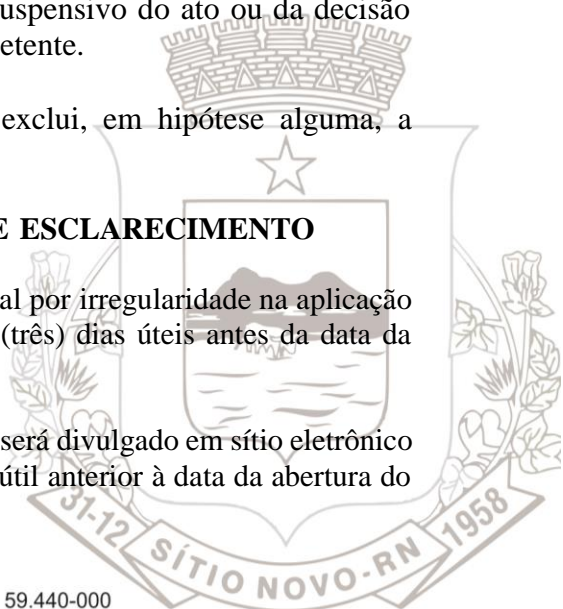 uspensivo do ato ou da decisão
etente.
exclui, em hipótese alguma, a
E ESCLARECIMENTO
al por irregularidade na aplicação
(três) dias úteis antes da data da
será divulgado em sítio eletrônico
útil anterior à data da abertura do
31-12 SÍTIO NOVO-RN 1958
59.440-000